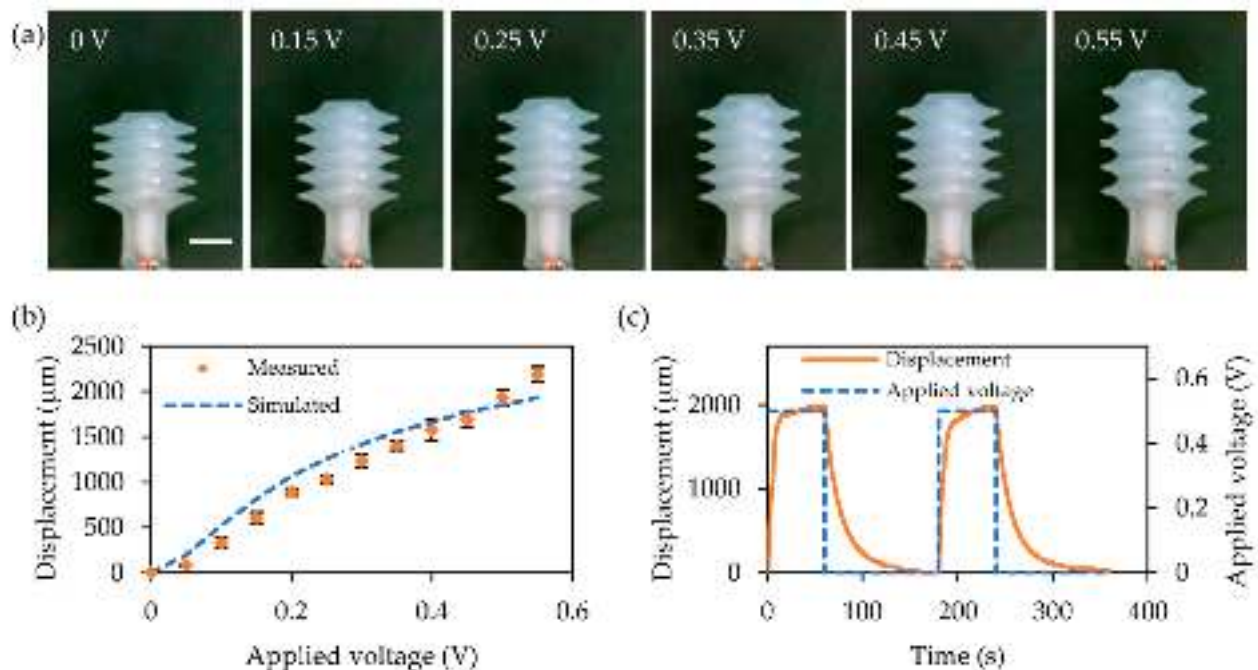 (a)
0 V
0.15 V
0.25 V
0.35 V
0.45 V
0.55 V
(b)
Displacement (µm)
2500
2000
1500
1000
500
0
Measured
Simulated
0
0.2
0.4
0.6
Applied voltage (V)
(c)
Displacement (µm)
2000
1000
0
Displacement
Applied voltage
0.6
0.4
0.2
0
Applied voltage (V)
0
100
200
300
400
Time (s)